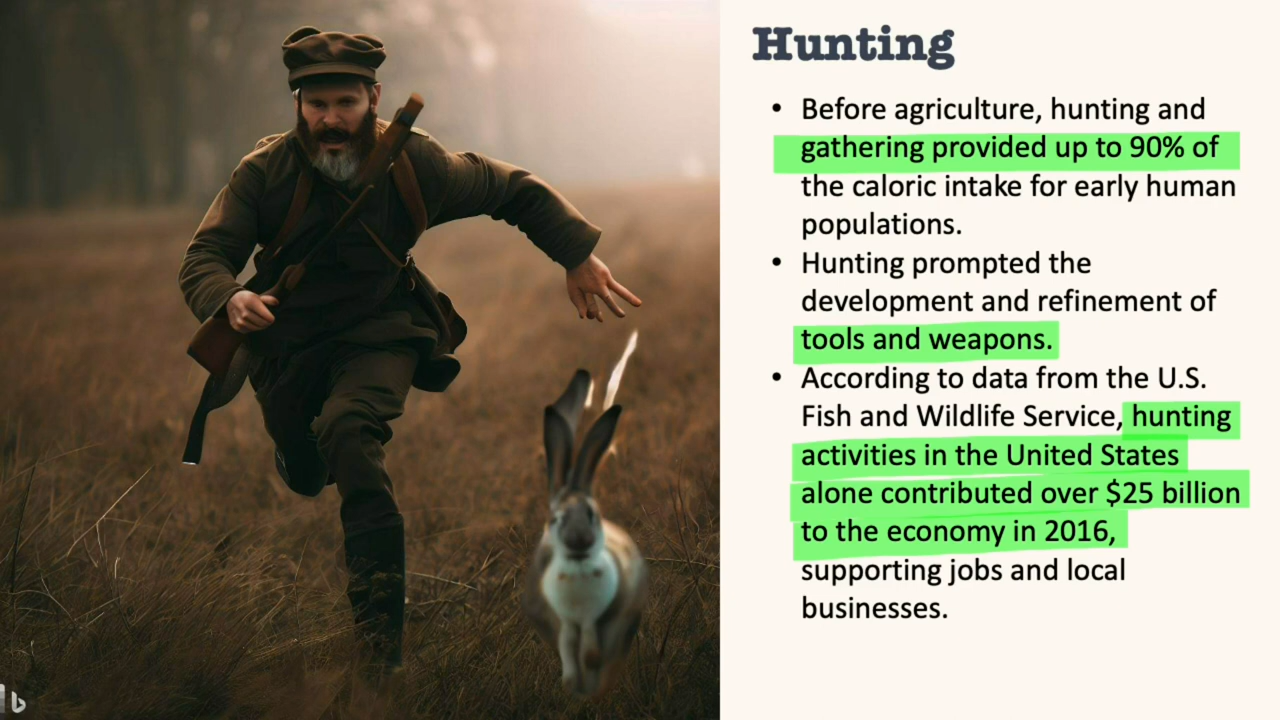 Hunting
• Before agriculture, hunting and
gathering provided up to 90% of
the caloric intake for early human
populations.
• Hunting prompted the
development and refinement of
tools and weapons.
• According to data from the U.S.
Fish and Wildlife Service, hunting
activities in the United States
alone contributed over $25 billion
to the economy in 2016,
supporting jobs and local
businesses.